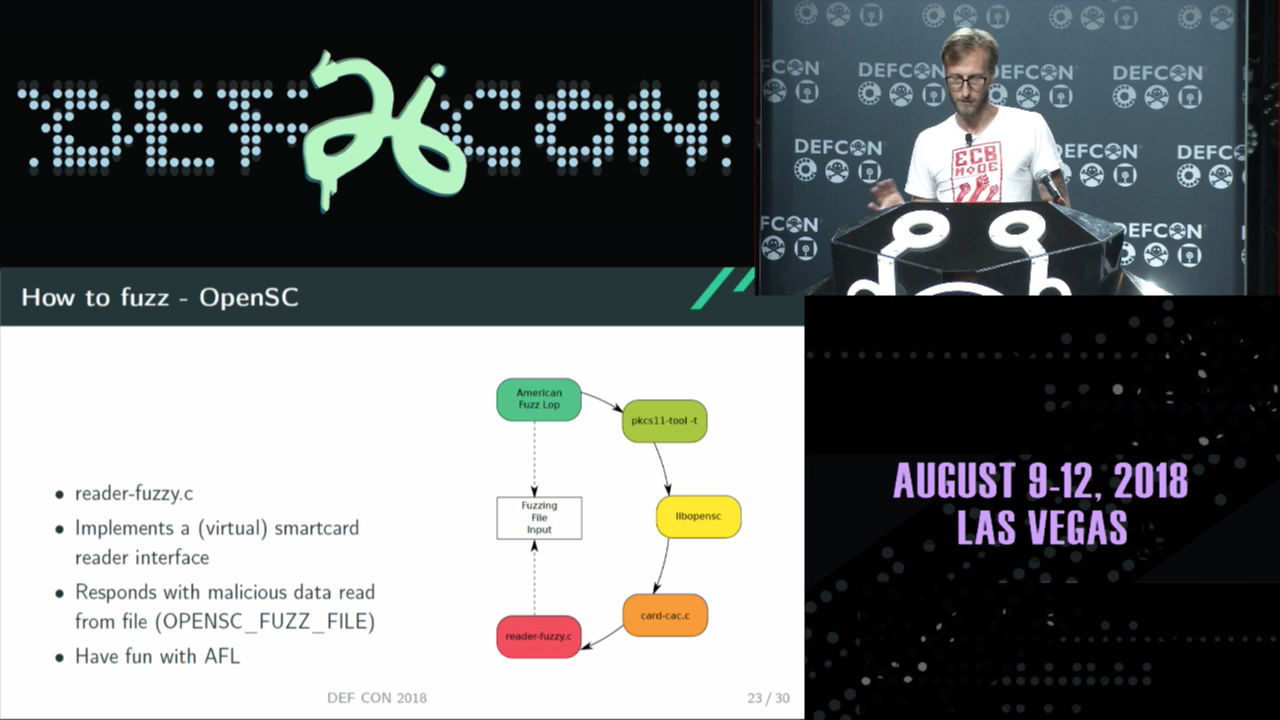 DEF CON
26
DEFCON
DEFCON
DEFCON
DEFCON
DEFCON
DEFCON
DEFCON
DEFCON
ECB
MODE
How to fuzz - OpenSC
American
Fuzz Lop
pkcs11-tool -t
Fuzzing
File
Input
libopensc
card-cac.c
reader-fuzzy.c
• reader-fuzzy.c
• Implements a (virtual) smartcard
reader interface
• Responds with malicious data read
from file (OPENSC_FUZZ_FILE)
• Have fun with AFL
DEF CON 2018
23 / 30
AUGUST 9-12, 2018
LAS VEGAS